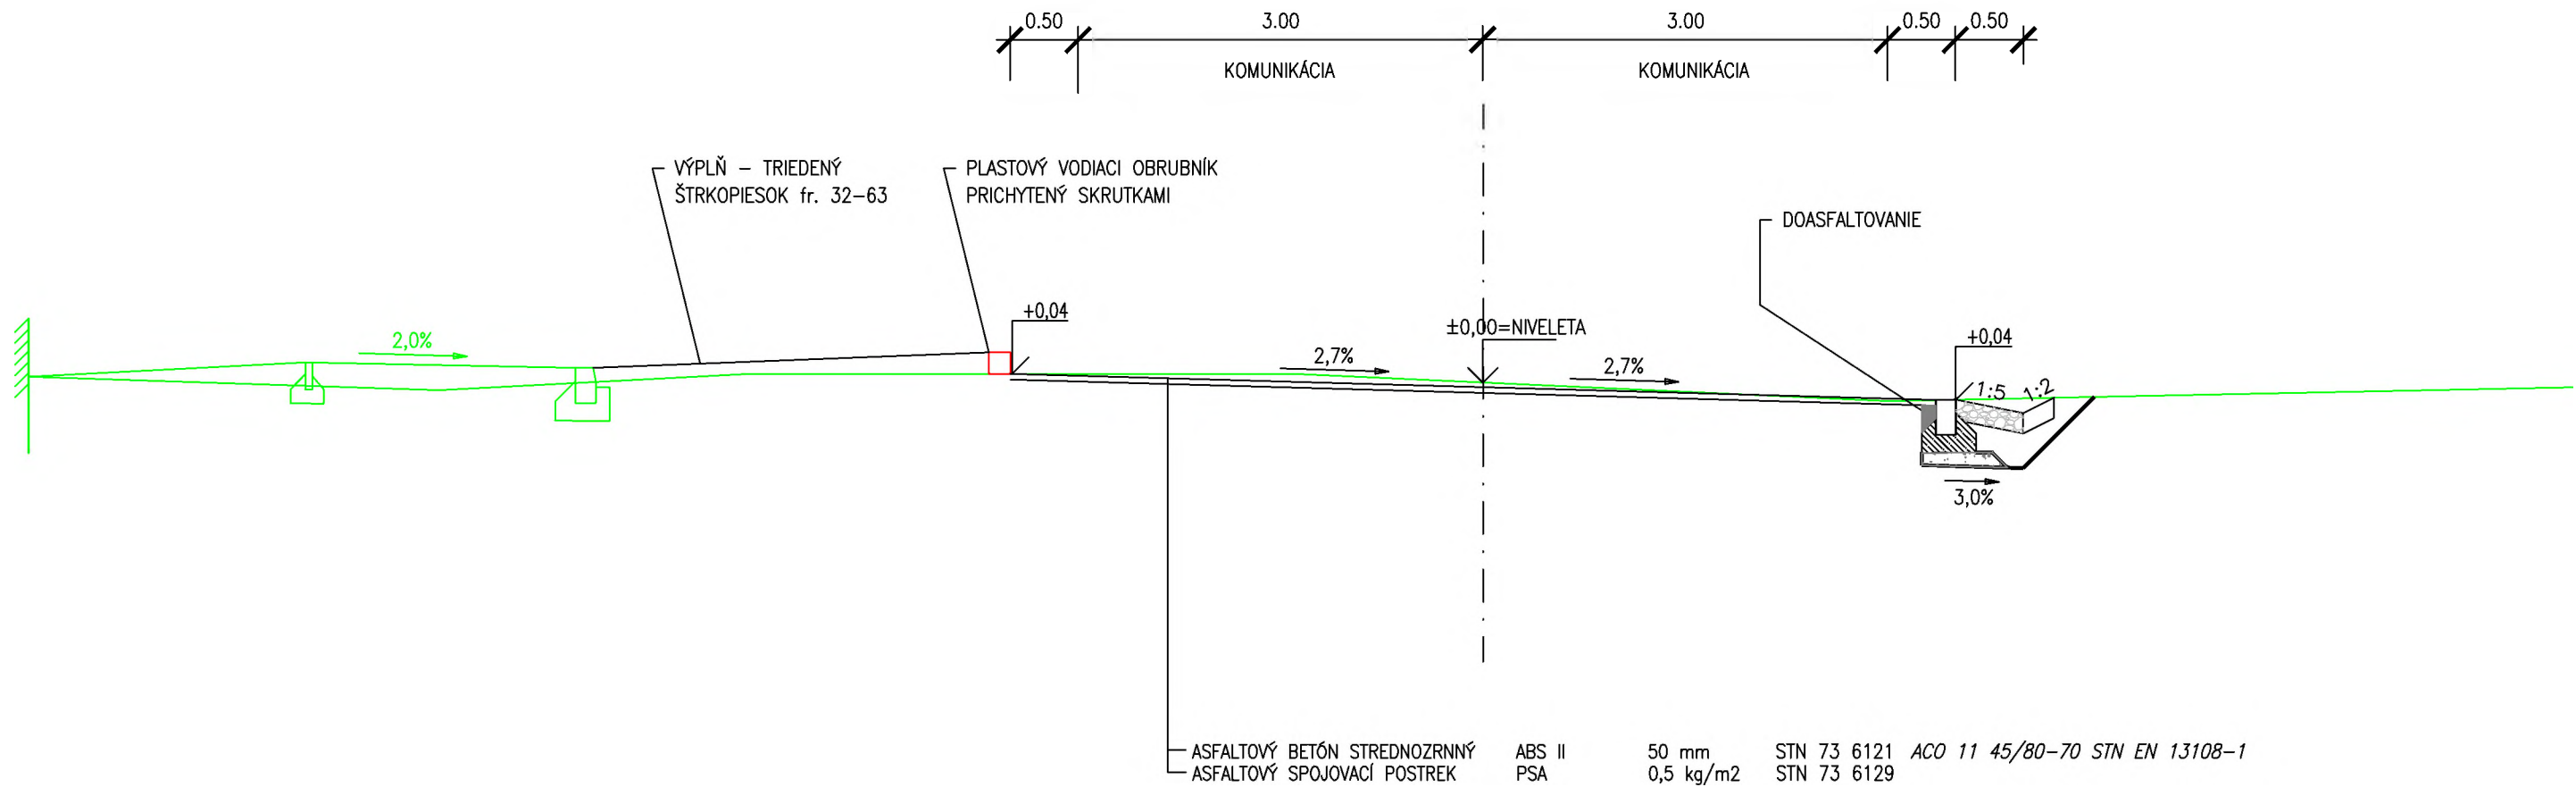 0.50 3.00 3.00 0.50 0.50
KOMUNIKÁCIA KOMUNIKÁCIA
VÝPLŇ – TRIEDENÝ
ŠTRKOPIESOK fr. 32–63
PLASTOVÝ VODIACI OBRUBNÍK
PRICHYTENÝ SKRUTKAMI
DOASFALTOVANIE
+0,04
±0,00=NIVELETA
+0,04
2,0%
2,7%
2,7%
1:5 1:2
3,0%
ASFALTOVÝ BETÓN STREDNOZRNNÝ ABS II 50 mm STN 73 6121 ACO 11 45/80-70 STN EN 13108-1
ASFALTOVÝ SPOJOVACÍ POSTREK PSA 0,5 kg/m2 STN 73 6129